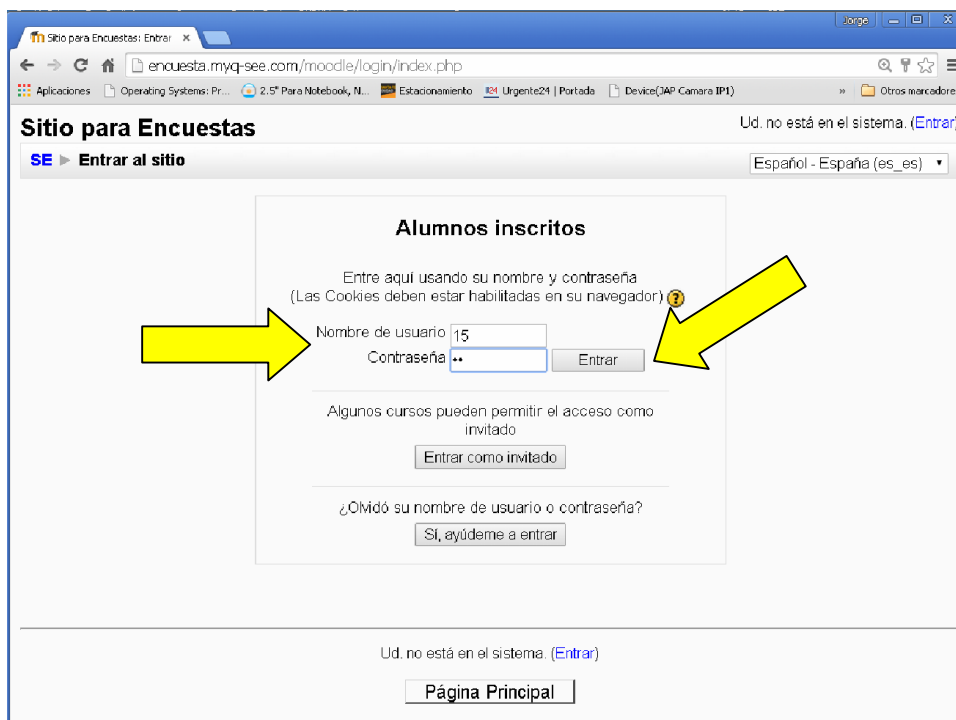 Jorge
Sitio para Encuestas: Entrar
encuesta.myq-see.com/moodle/login/index.php
Aplicaciones Operating Systems: Pr... 2.5" Para Notebook, N... Estacionamiento Urgente24 | Portada Device(JAP Camara IP1) » Otros marcadore
Sitio para Encuestas
Ud. no está en el sistema. (Entrar)
SE ► Entrar al sitio
Español - España (es_es)
Alumnos inscritos
Entre aquí usando su nombre y contraseña
(Las Cookies deben estar habilitadas en su navegador) ?
Nombre de usuario 15
Contraseña •• Entrar
Algunos cursos pueden permitir el acceso como
invitado
Entrar como invitado
¿Olvidó su nombre de usuario o contraseña?
Sí, ayúdeme a entrar
Ud. no está en el sistema. (Entrar)
Página Principal